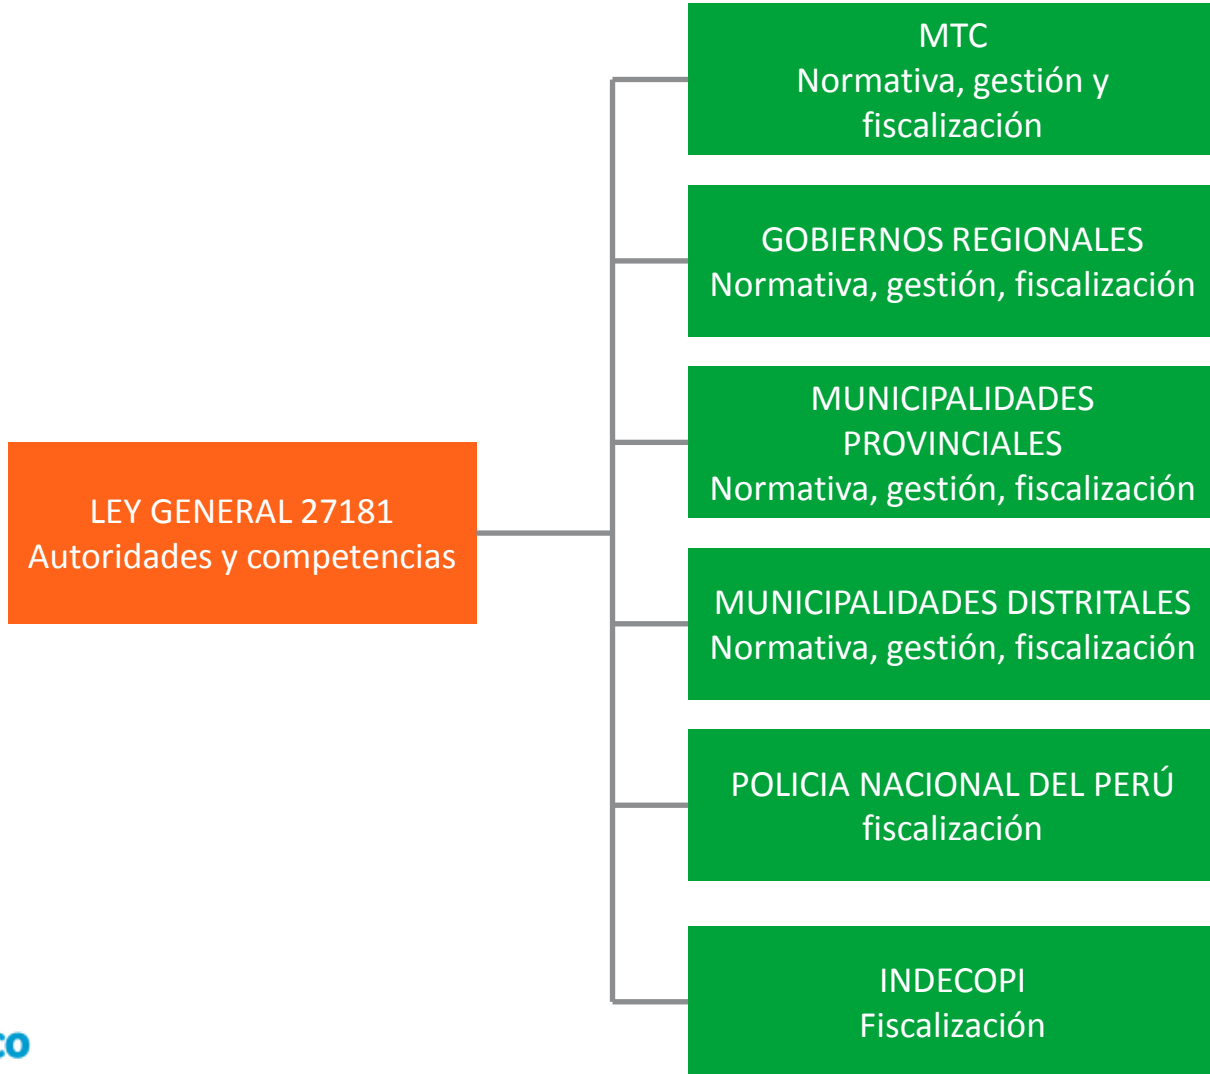 MTC
Normativa, gestión y
fiscalización
GOBIERNOS REGIONALES
Normativa, gestión, fiscalización
MUNICIPALIDADES
PROVINCIALES
Normativa, gestión, fiscalización
LEY GENERAL 27181
Autoridades y competencias
MUNICIPALIDADES DISTRITALES
Normativa, gestión, fiscalización
POLICIA NACIONAL DEL PERÚ
fiscalización
INDECOPI
Fiscalización